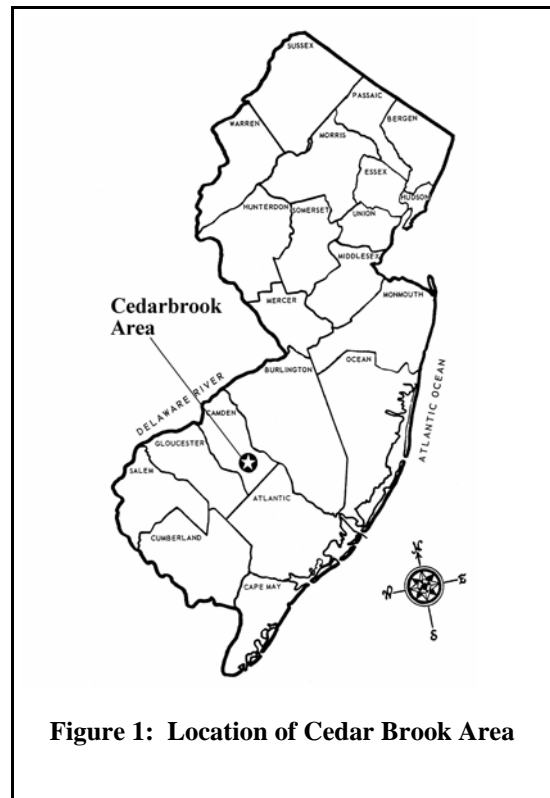 SUSSEX
PASSAIC
BERGEN
WARREN
MORRIS
ESSEX
HUDSON
HUNTERDON
SOMERSET
UNION
MIDDLESEX
MERCER
MONMOUTH
Cedarbrook
Area
OCEAN
BURLINGTON
DELAWARE RIVER
CAMDEN
ATLANTIC OCEAN
GLOUCESTER
SALEM
ATLANTIC
CUMBERLAND
CAPE MAY
N
E
W
S
Figure 1: Location of Cedar Brook Area